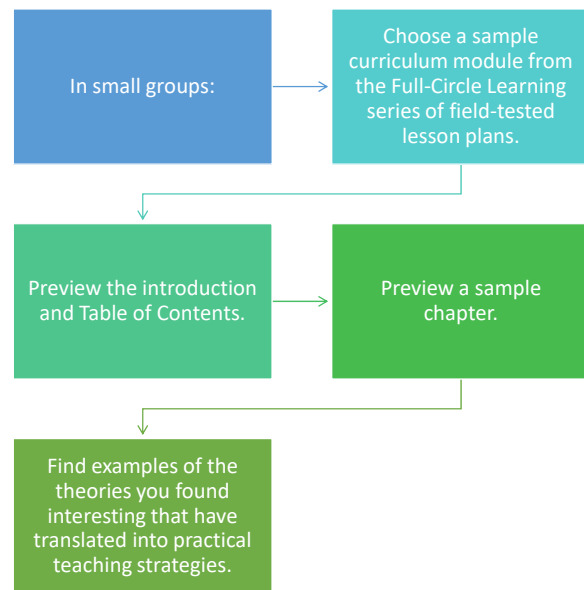 In small groups:
Choose a sample
curriculum module from
the Full-Circle Learning
series of field-tested
lesson plans.
Preview the introduction
and Table of Contents.
Preview a sample
chapter.
Find examples of the
theories you found
interesting that have
translated into practical
teaching strategies.